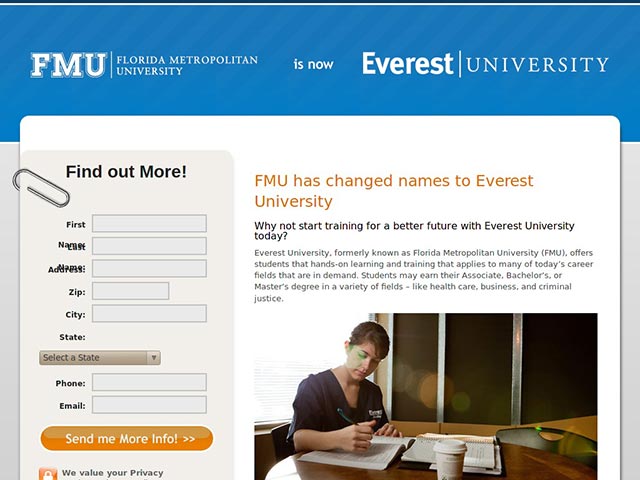 FMU FLORIDA METROPOLITAN UNIVERSITY
is now
Everest UNIVERSITY
Find out More!
First Name:
Last Name:
Address:
Zip:
City:
State:
Select a State
Phone:
Email:
Send me More Info! >>
We value your Privacy
FMU has changed names to Everest
University
Why not start training for a better future with Everest University
today?
Everest University, formerly known as Florida Metropolitan University (FMU), offers
students that hands-on learning and training that applies to many of today's career
fields that are in demand. Students may earn their Associate, Bachelor's, or
Master's degree in a variety of fields – like health care, business, and criminal
justice.